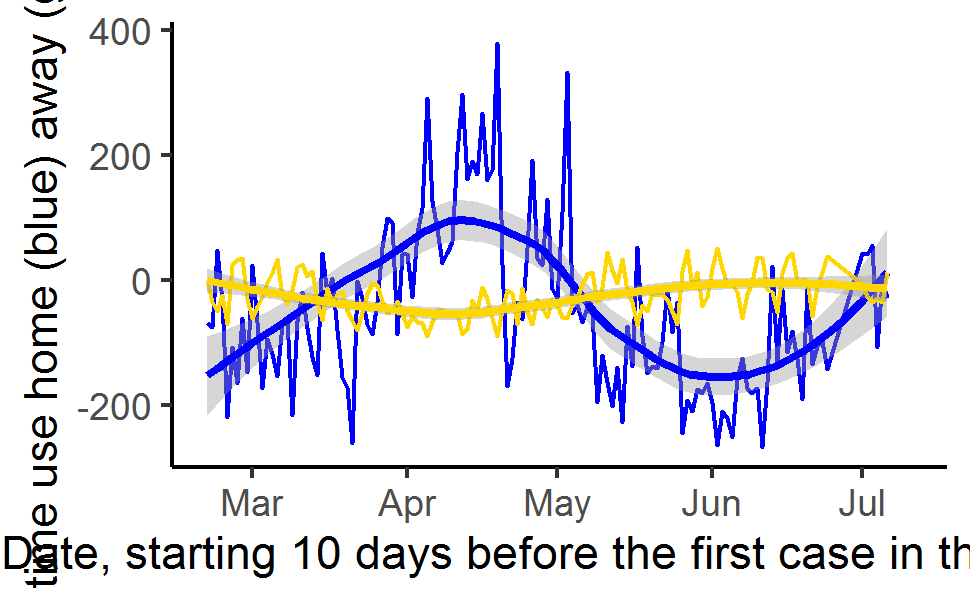 time use home (blue) away (
400
200
0
-200
Mar Apr May Jun Jul
Date, starting 10 days before the first case in th